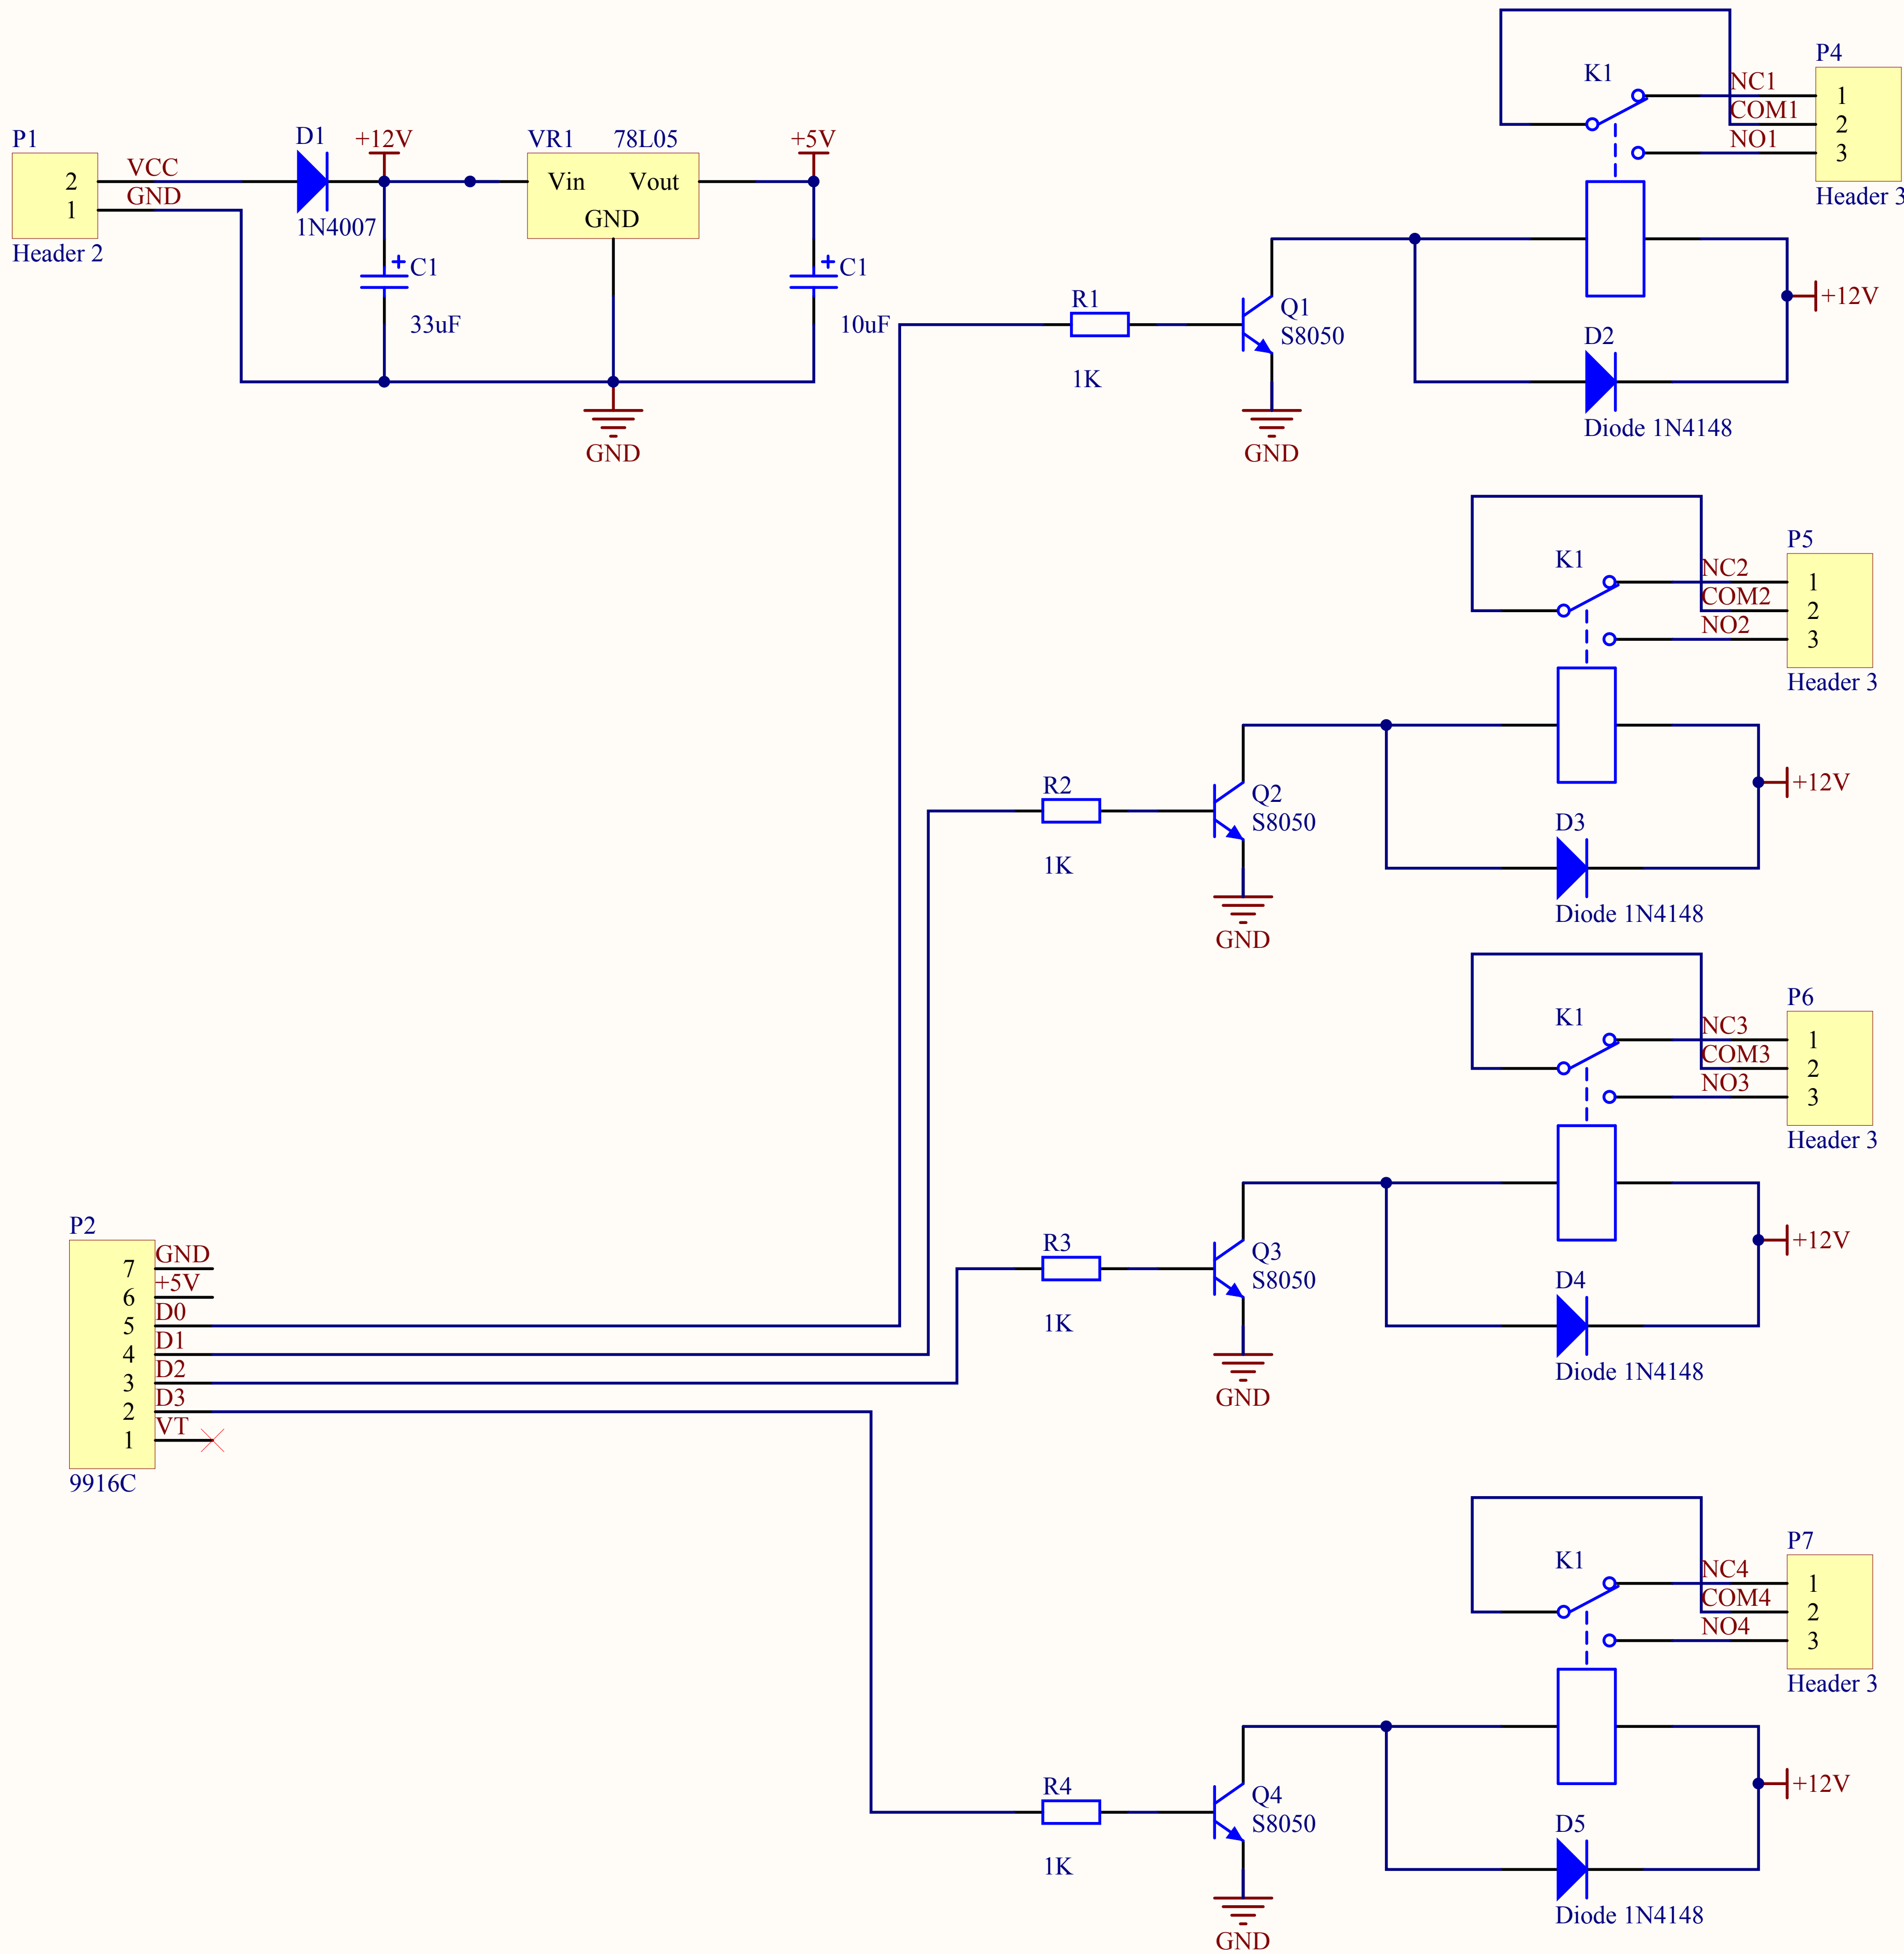 P1
2
1
VCC
GND
Header 2
D1
1N4007
+12V
C1
33uF
VR1 78L05
Vin Vout
GND
+5V
C1
10uF
GND
P2
7 GND
6 +5V
5 D0
4 D1
3 D2
2 D3
1 VT
9916C
R1
1K
Q1
S8050
GND
K1
P4
NC1 1
COM1 2
NO1 3
Header 3
+12V
D2
Diode 1N4148
R2
1K
Q2
S8050
GND
K1
P5
NC2 1
COM2 2
NO2 3
Header 3
+12V
D3
Diode 1N4148
R3
1K
Q3
S8050
GND
K1
P6
NC3 1
COM3 2
NO3 3
Header 3
+12V
D4
Diode 1N4148
R4
1K
Q4
S8050
GND
K1
P7
NC4 1
COM4 2
NO4 3
Header 3
+12V
D5
Diode 1N4148